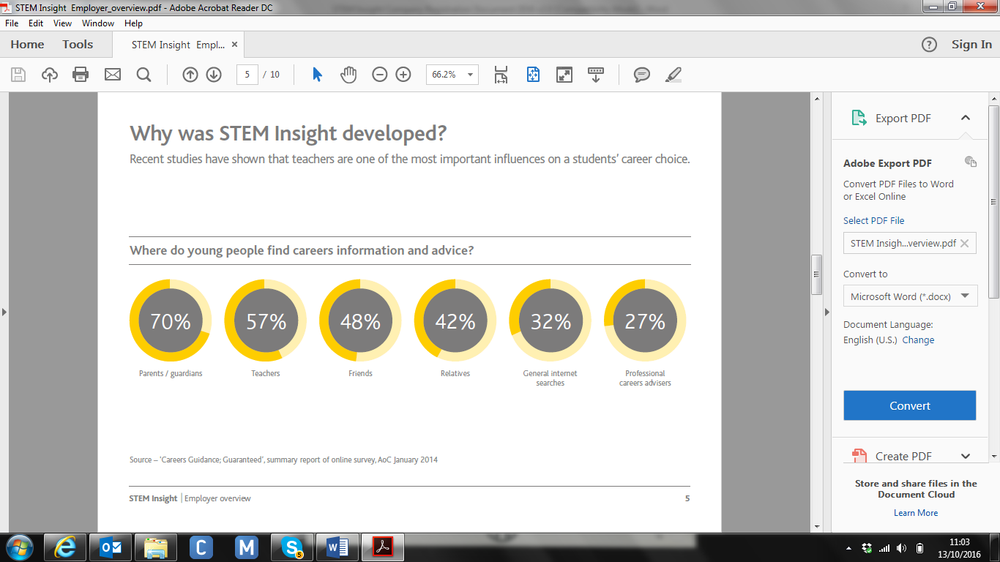 STEM Insight  Employer_overview.pdf - Adobe Acrobat Reader DC
File Edit View Window Help
Home Tools STEM Insight  Empl... × ? Sign In
5 / 10 66.2%
Why was STEM Insight developed?
Recent studies have shown that teachers are one of the most important influences on a students’ career choice.
Where do young people find careers information and advice?
70% 57% 48% 42% 32% 27%
Parents / guardians Teachers Friends Relatives General internet Professional
searches careers advisers
Source – ‘Careers Guidance; Guaranteed’, summary report of online survey, AoC January 2014
STEM Insight | Employer overview 5
Export PDF
Adobe Export PDF
Convert PDF Files to Word
or Excel Online
Select PDF File
STEM Insigh...verview.pdf
Convert to
Microsoft Word (*.docx)
Document Language:
English (U.S.) Change
Convert
Create PDF
Store and share files in the
Document Cloud
Learn More
C M S 5 W
11:03
13/10/2016